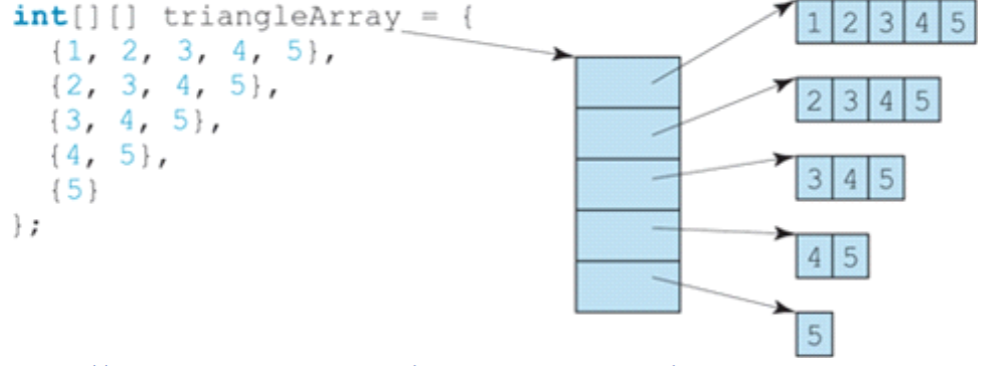 int[][] triangleArray = {
{1, 2, 3, 4, 5},
{2, 3, 4, 5},
{3, 4, 5},
{4, 5},
{5}
};
1 2 3 4 5
2 3 4 5
3 4 5
4 5
5